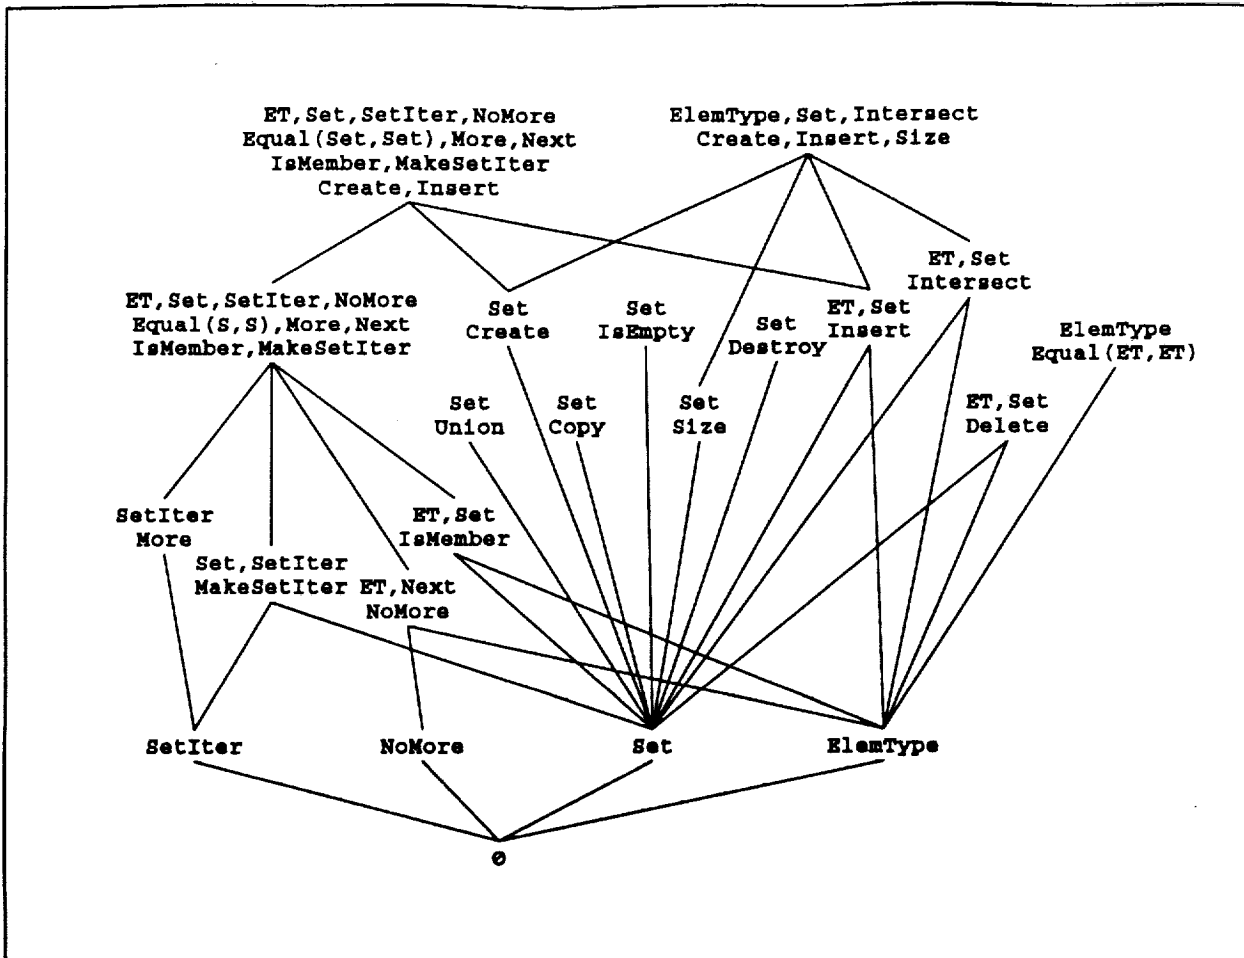 ET,Set,SetIter,NoMore
Equal(Set,Set),More,Next
IsMember,MakeSetIter
Create,Insert
ElemType,Set,Intersect
Create,Insert,Size
ET,Set
Intersect
ET,Set,SetIter,NoMore
Equal(S,S),More,Next
IsMember,MakeSetIter
Set
Create
Set
IsEmpty
Set
Destroy
ET,Set
Insert
ElemType
Equal(ET,ET)
Set
Union
Set
Copy
Set
Size
ET,Set
Delete
SetIter
More
ET,Set
IsMember
Set,SetIter
MakeSetIter
ET,Next
NoMore
SetIter
NoMore
Set
ElemType
∅